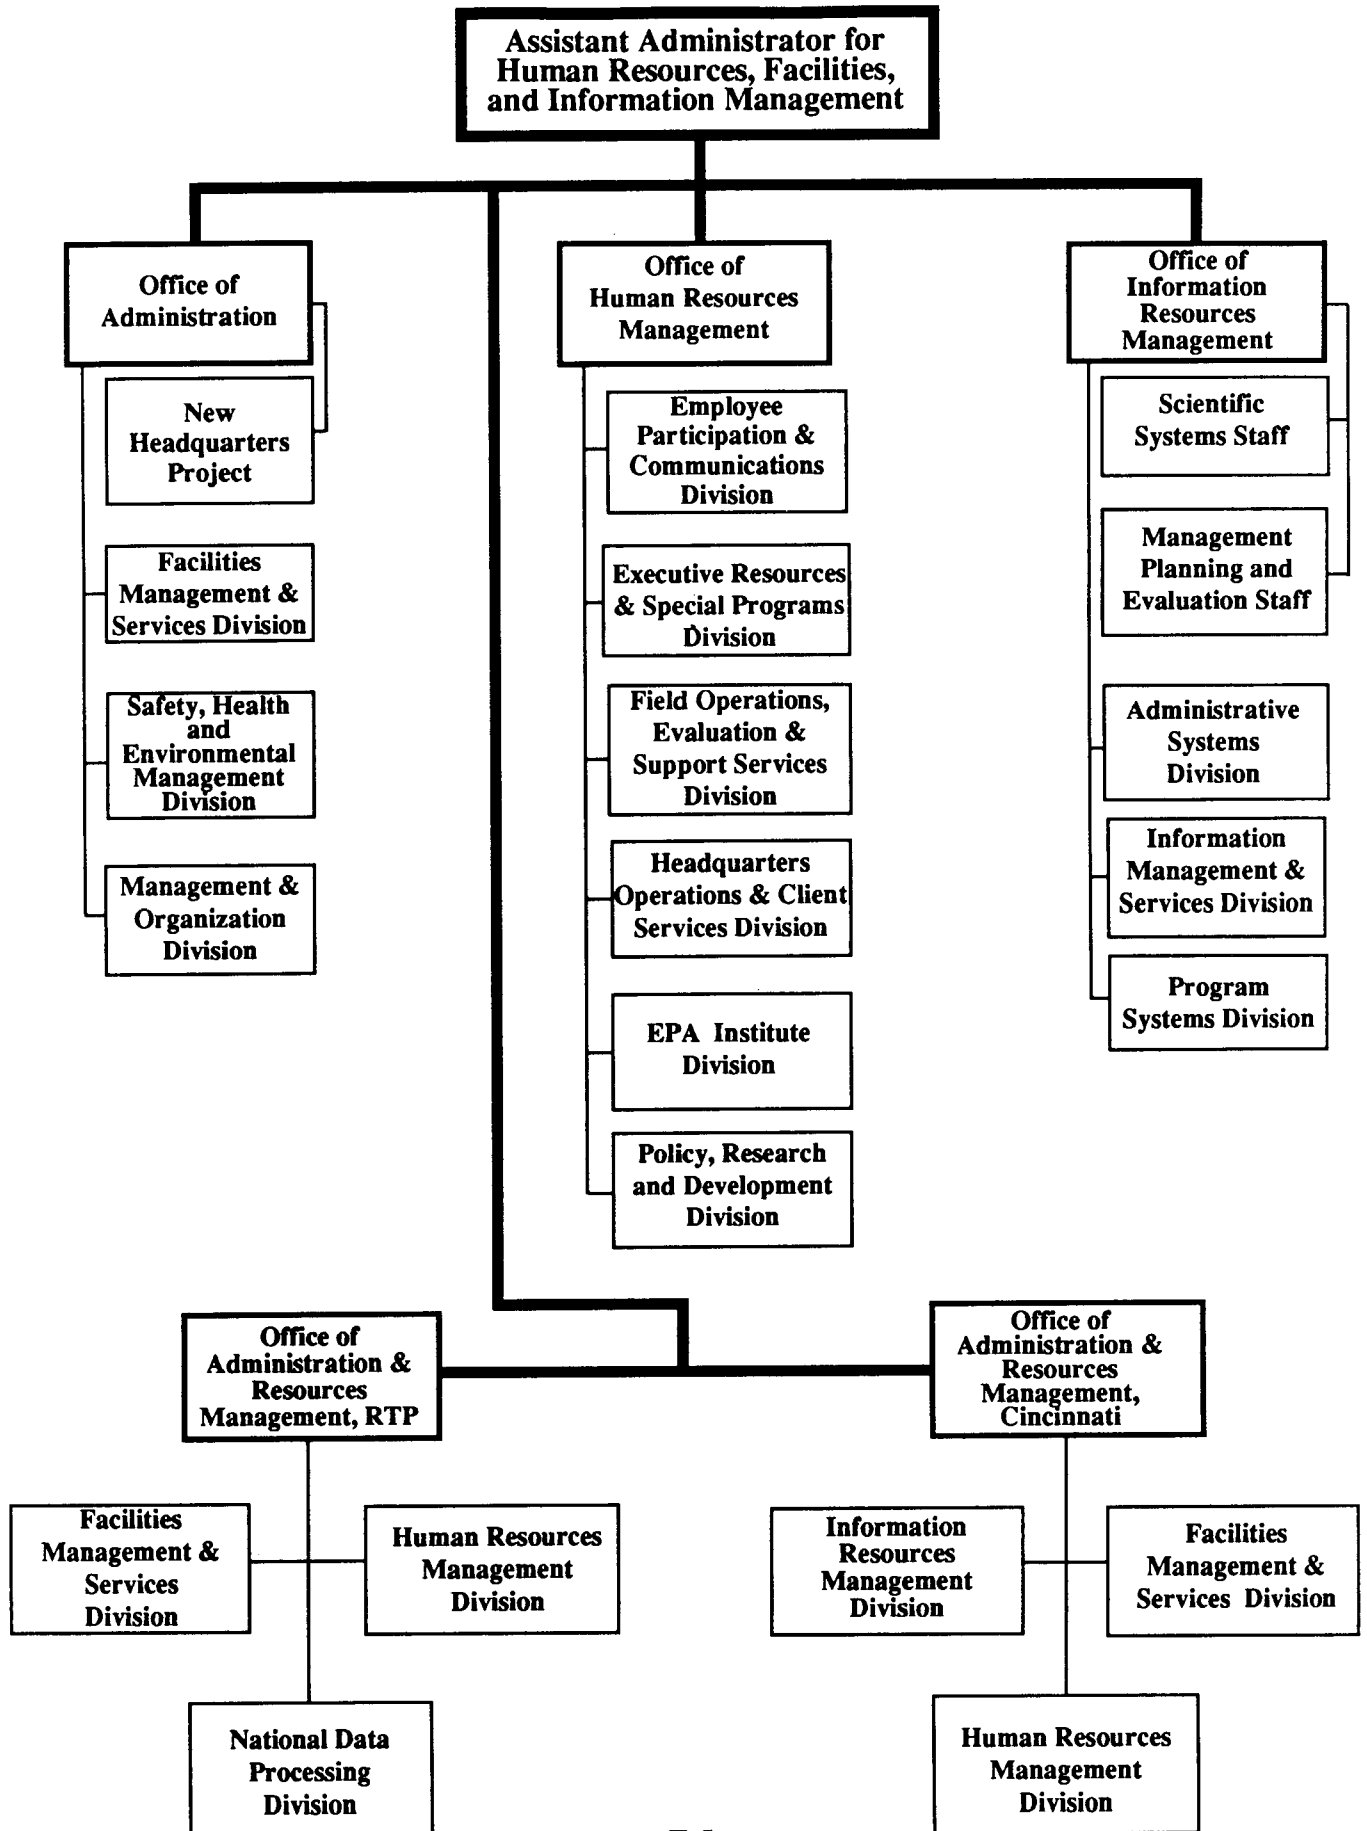 Assistant Administrator for
Human Resources, Facilities,
and Information Management
Office of
Administration
New
Headquarters
Project
Facilities
Management &
Services Division
Safety, Health
and
Environmental
Management
Division
Management &
Organization
Division
Office of
Human Resources
Management
Employee
Participation &
Communications
Division
Executive Resources
& Special Programs
Division
Field Operations,
Evaluation &
Support Services
Division
Headquarters
Operations & Client
Services Division
EPA Institute
Division
Policy, Research
and Development
Division
Office of
Information
Resources
Management
Scientific
Systems Staff
Management
Planning and
Evaluation Staff
Administrative
Systems
Division
Information
Management &
Services Division
Program
Systems Division
Office of
Administration &
Resources
Management, RTP
Facilities
Management &
Services
Division
Human Resources
Management
Division
National Data
Processing
Division
Office of
Administration &
Resources
Management,
Cincinnati
Information
Resources
Management
Division
Facilities
Management &
Services Division
Human Resources
Management
Division